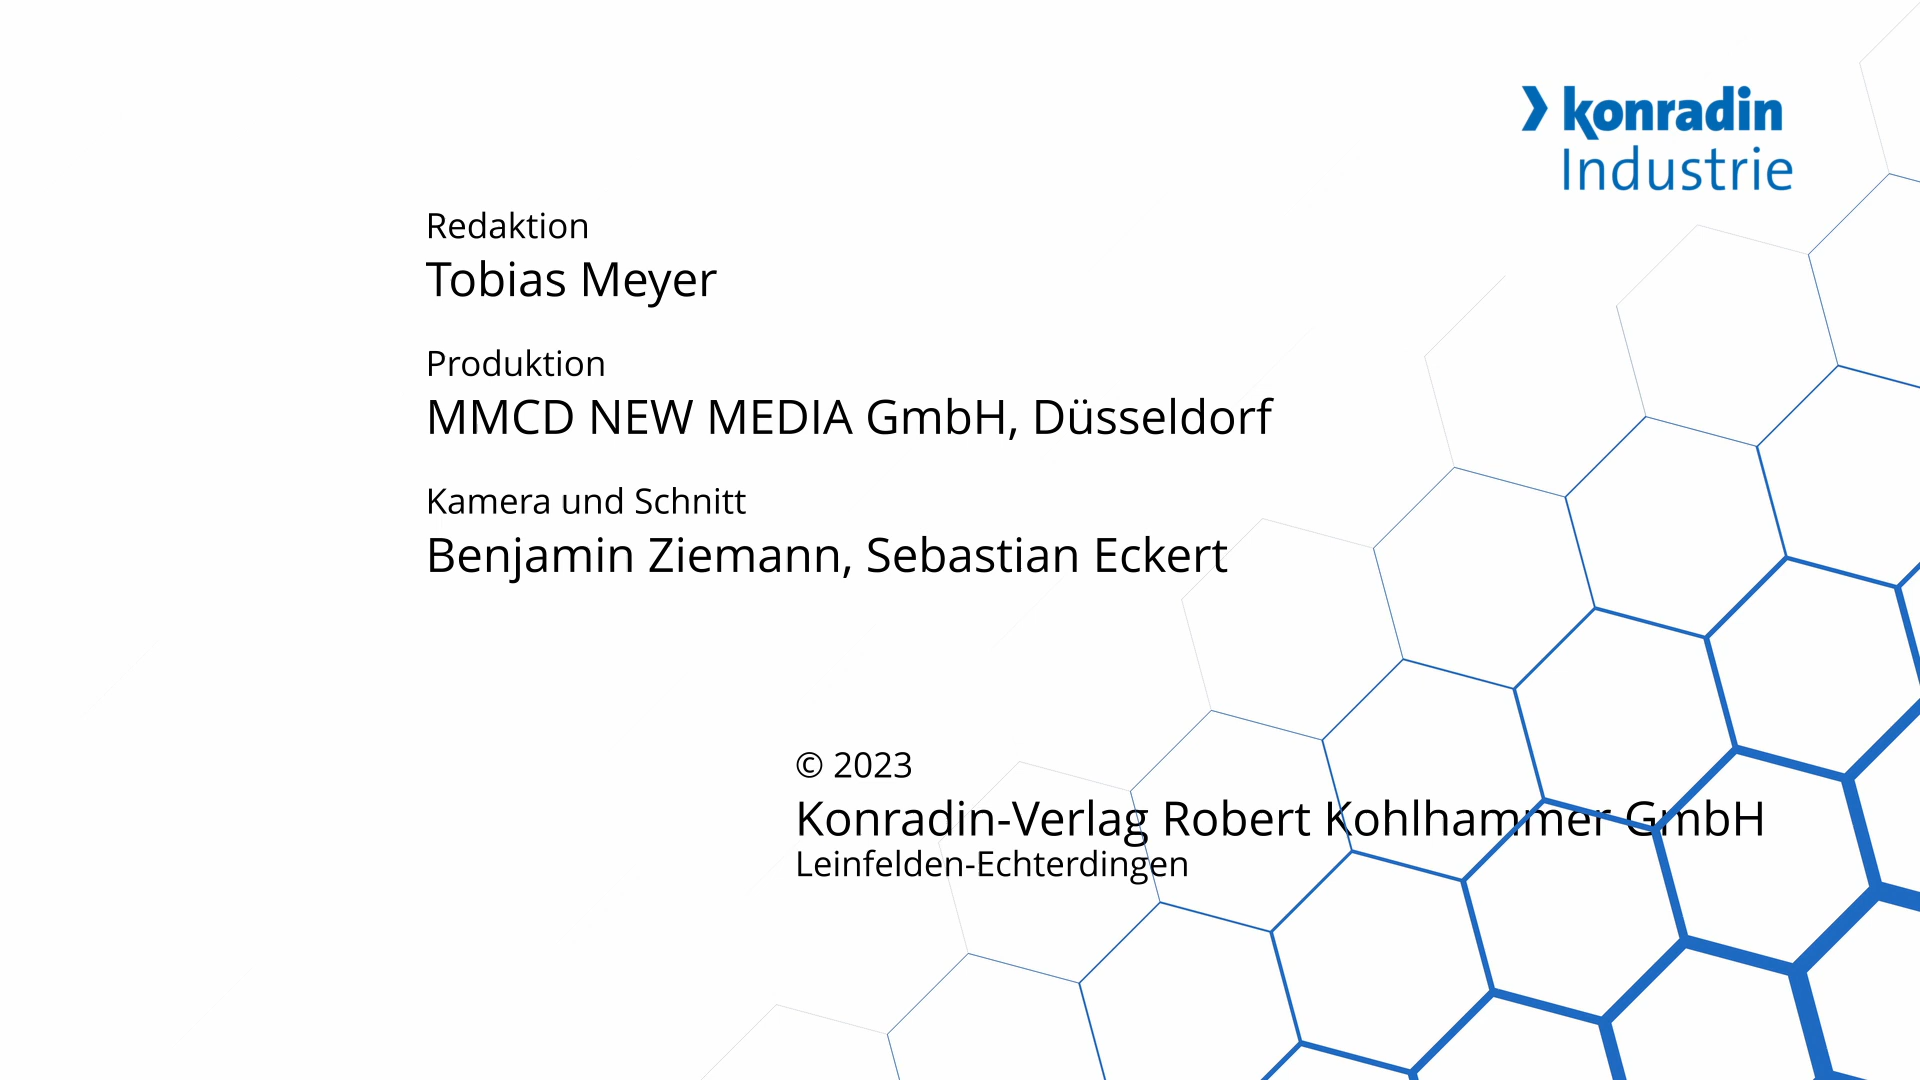 konradin
Industrie
Redaktion
Tobias Meyer
Produktion
MMCD NEW MEDIA GmbH, Düsseldorf
Kamera und Schnitt
Benjamin Ziemann, Sebastian Eckert
© 2023
Konradin-Verlag Robert Kohlhammer GmbH
Leinfelden-Echterdingen